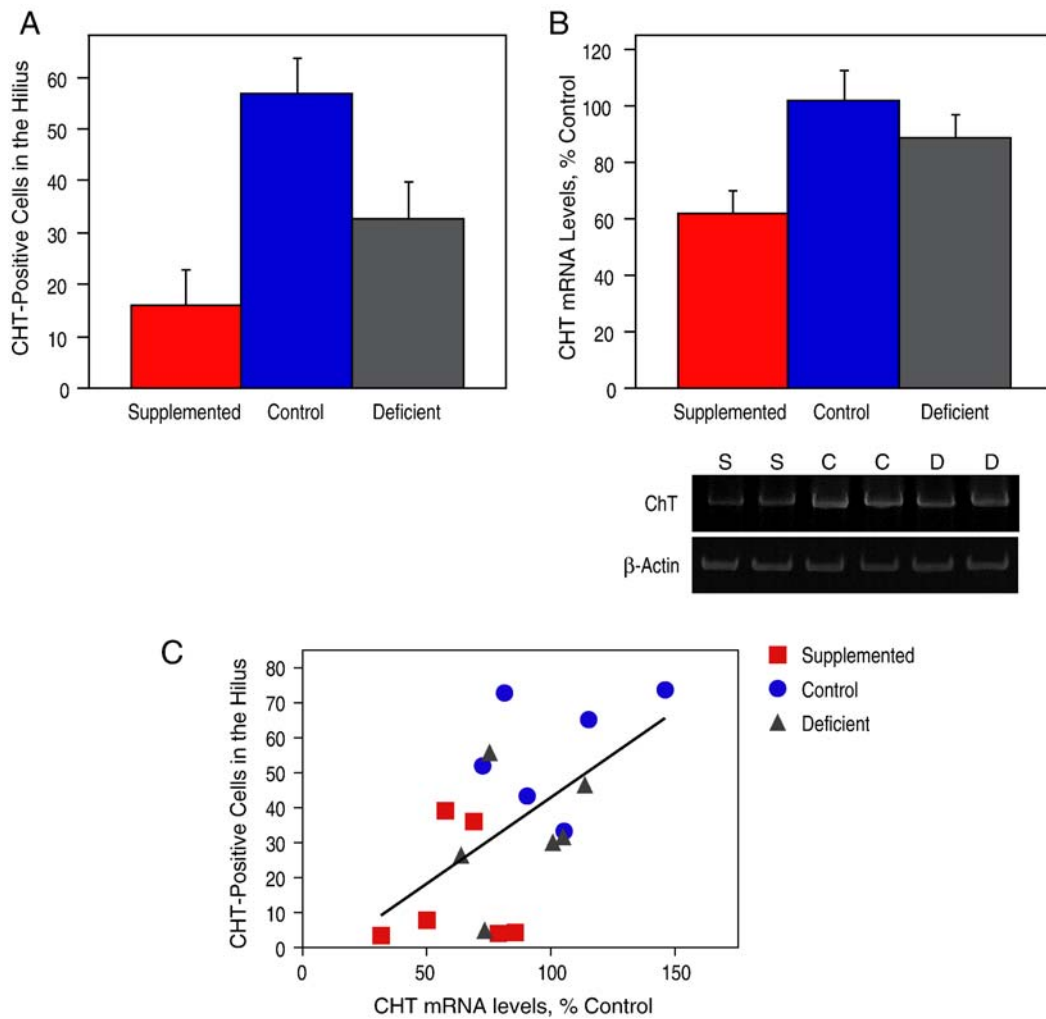 A
CHT-Positive Cells in the Hilius
60
50
40
30
20
10
0
Supplemented Control Deficient
B
CHT mRNA Levels, % Control
120
100
80
60
40
20
0
Supplemented Control Deficient
S S C C D D
ChT
β-Actin
C
CHT-Positive Cells in the Hilus
80
70
60
50
40
30
20
10
0
0 50 100 150
CHT mRNA levels, % Control
Supplemented
Control
Deficient